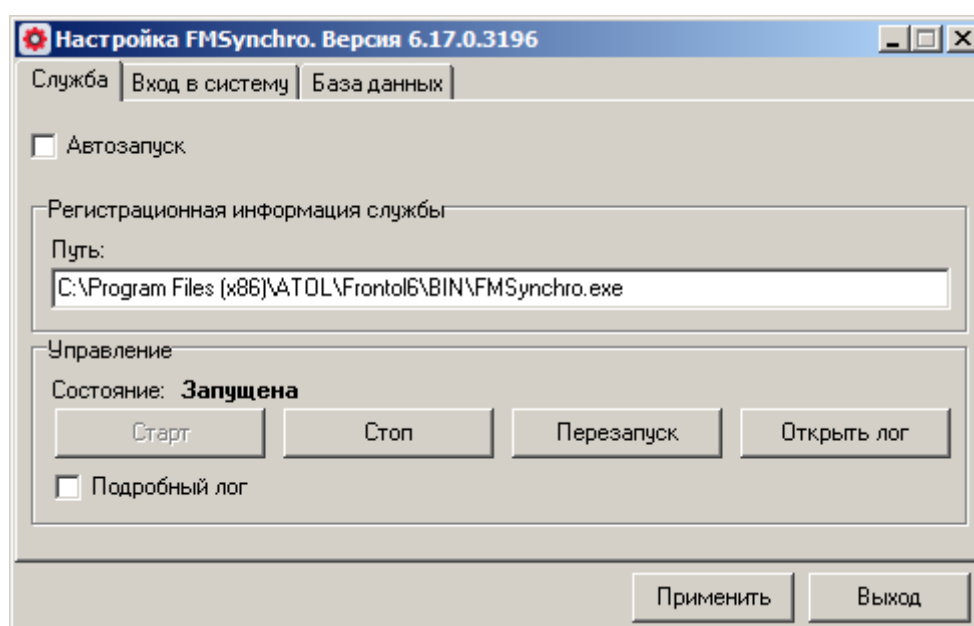 Настройка FMSynchro. Версия 6.17.0.3196
Служба Вход в систему База данных
Автозапуск
Регистрационная информация службы
Путь:
C:\Program Files (x86)\ATOL\Frontol6\BIN\FMSynchro.exe
Управление
Состояние: Запущена
Старт Стоп Перезапуск Открыть лог
Подробный лог
Применить Выход